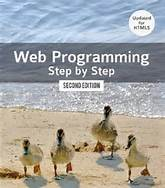 Updated
for
HTML5
Web Programming
Step by Step
SECOND EDITION